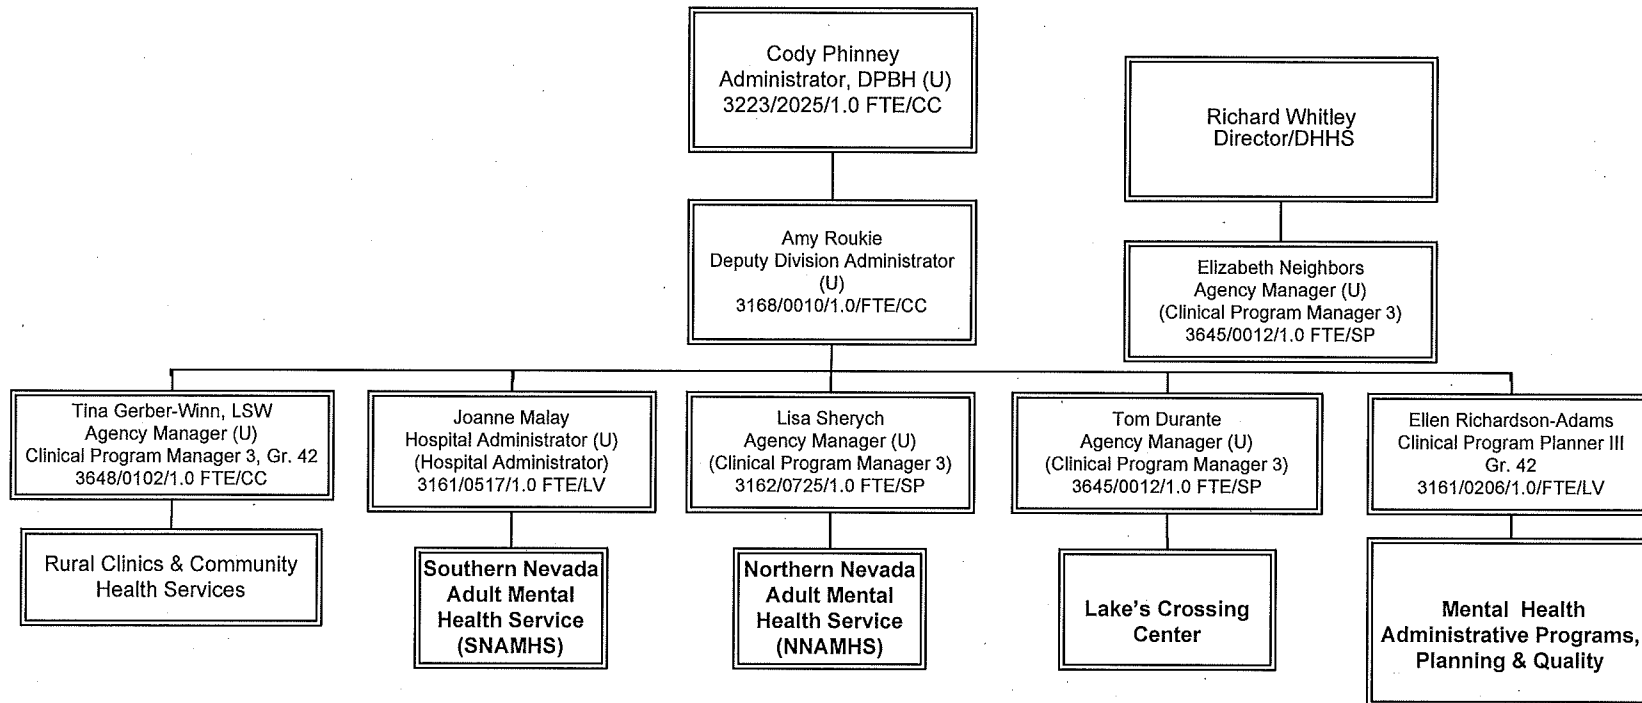 Cody Phinney
Administrator, DPBH (U)
3223/2025/1.0 FTE/CC
Richard Whitley
Director/DHHS
Amy Roukie
Deputy Division Administrator
(U)
3168/0010/1.0/FTE/CC
Elizabeth Neighbors
Agency Manager (U)
(Clinical Program Manager 3)
3645/0012/1.0 FTE/SP
Tina Gerber-Winn, LSW
Agency Manager (U)
Clinical Program Manager 3, Gr. 42
3648/0102/1.0 FTE/CC
Joanne Malay
Hospital Administrator (U)
(Hospital Administrator)
3161/0517/1.0 FTE/LV
Lisa Sherych
Agency Manager (U)
(Clinical Program Manager 3)
3162/0725/1.0 FTE/SP
Tom Durante
Agency Manager (U)
(Clinical Program Manager 3)
3645/0012/1.0 FTE/SP
Ellen Richardson-Adams
Clinical Program Planner III
Gr. 42
3161/0206/1.0/FTE/LV
Rural Clinics & Community
Health Services
Southern Nevada
Adult Mental
Health Service
(SNAMHS)
Northern Nevada
Adult Mental
Health Service
(NNAMHS)
Lake's Crossing
Center
Mental Health
Administrative Programs,
Planning & Quality